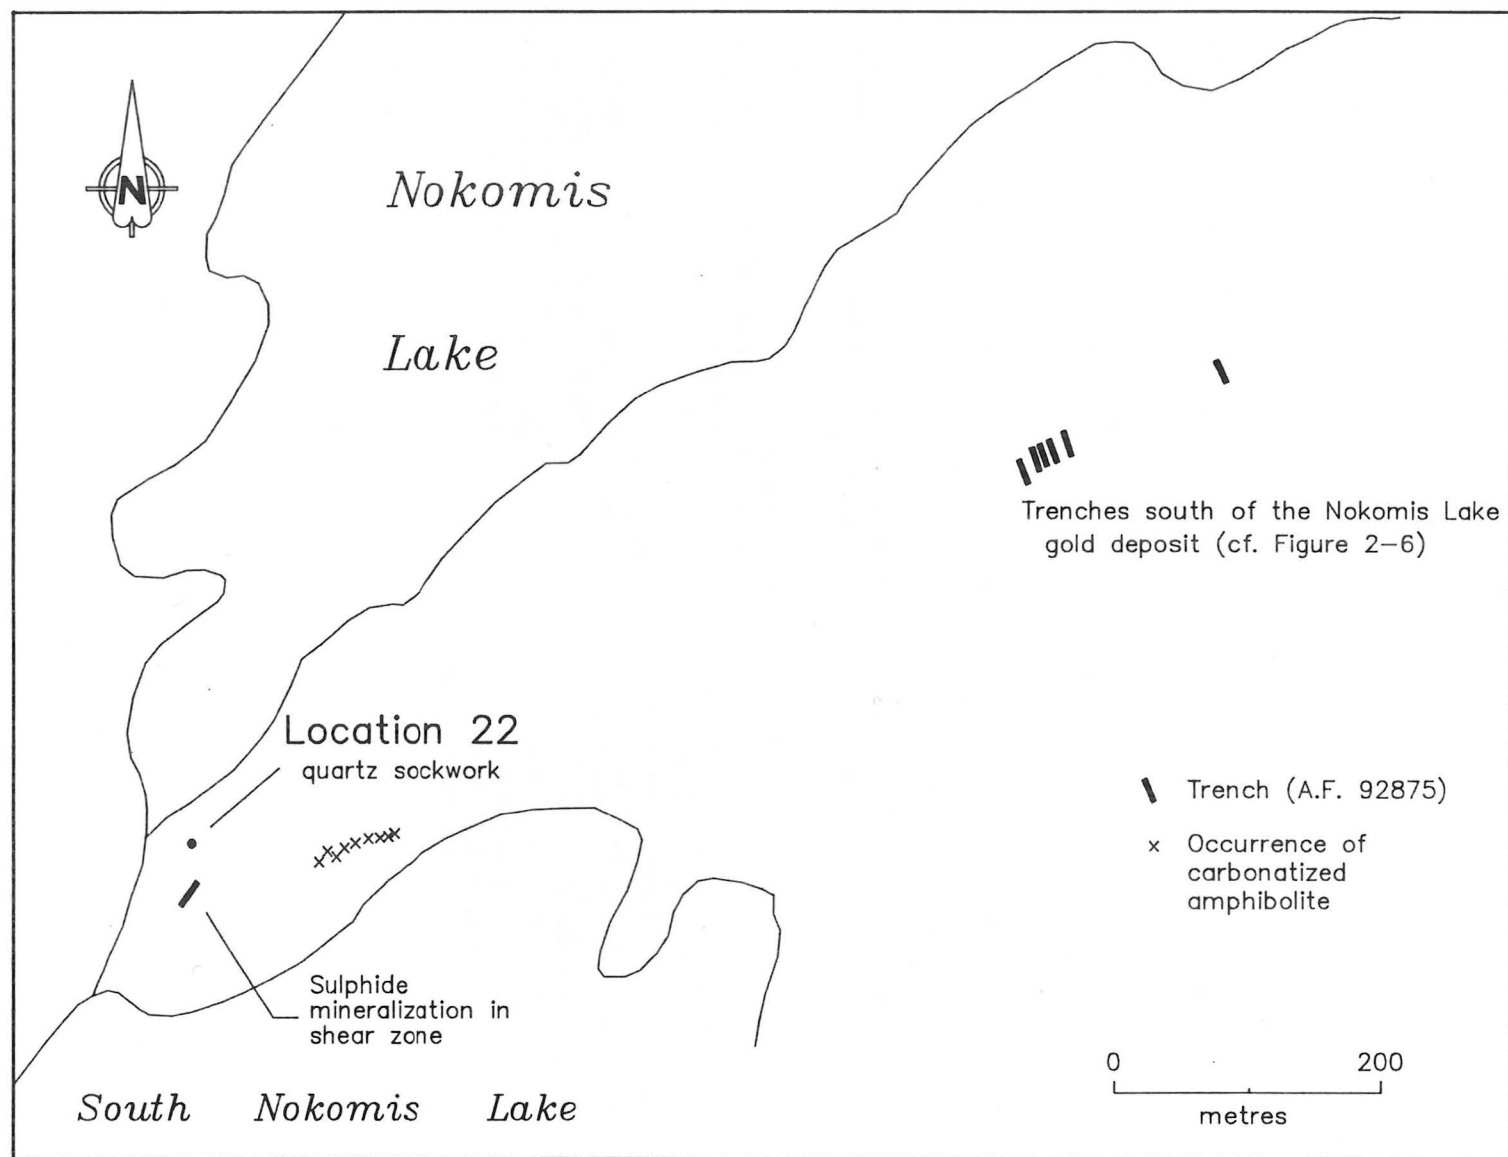 N
Nokomis
Lake
Trenches south of the Nokomis Lake
gold deposit (cf. Figure 2-6)
Location 22
quartz sockwork
Trench (A.F. 92875)
x Occurrence of
carbonatized
amphibolite
Sulphide
mineralization in
shear zone
0 200
metres
South Nokomis Lake